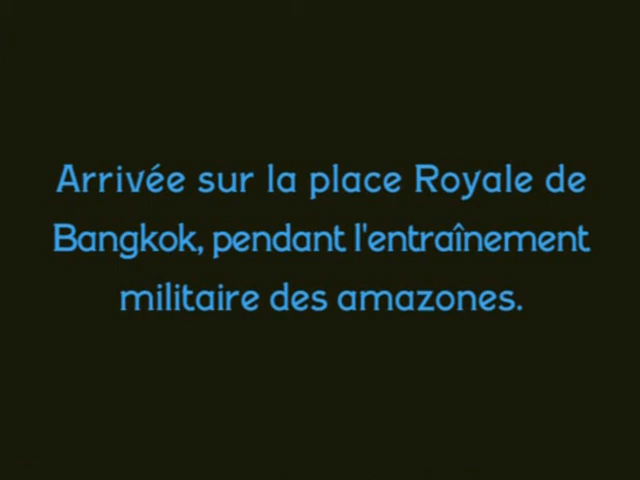 Arrivée sur la place Royale de
Bangkok, pendant l'entraînement
militaire des amazones.